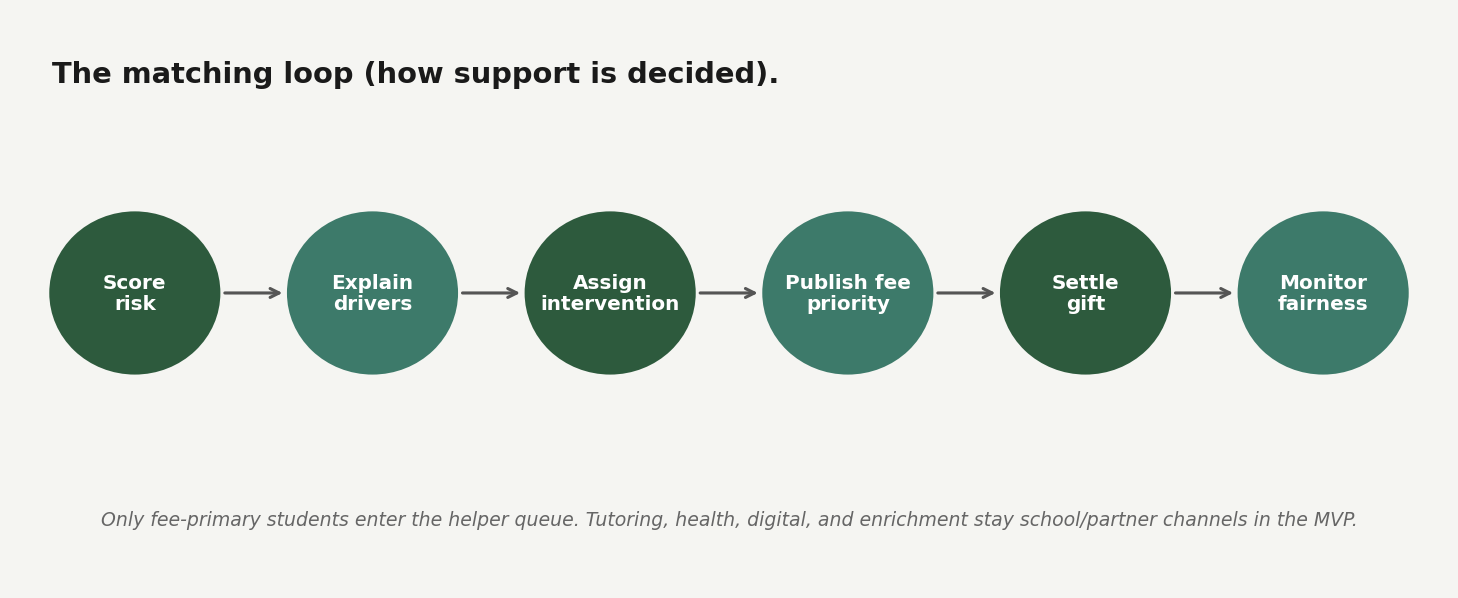 The matching loop (how support is decided).
Score
risk
Explain
drivers
Assign
intervention
Publish fee
priority
Settle
gift
Monitor
fairness
Only fee-primary students enter the helper queue. Tutoring, health, digital, and enrichment stay school/partner channels in the MVP.